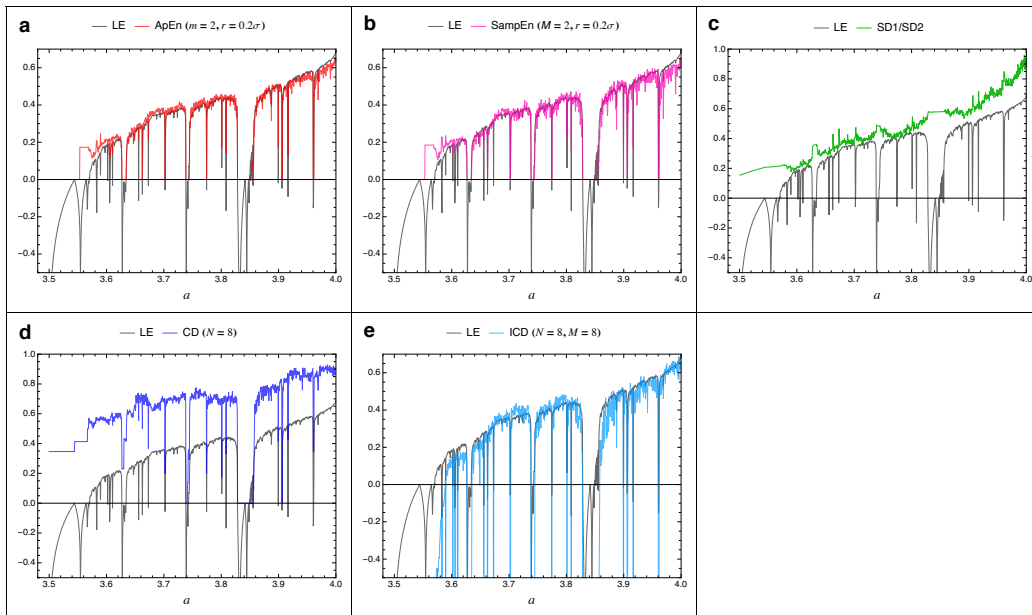 a
LE ApEn (m = 2, r = 0.2σ)
0.6
0.4
0.2
0.0
-0.2
-0.4
3.5 3.6 3.7 3.8 3.9 4.0
a
b
LE SampEn (M = 2, r = 0.2σ)
0.6
0.4
0.2
0.0
-0.2
-0.4
3.5 3.6 3.7 3.8 3.9 4.0
a
c
LE SD1/SD2
1.0
0.8
0.6
0.4
0.2
0.0
-0.2
-0.4
3.5 3.6 3.7 3.8 3.9 4.0
a
d
LE CD (N = 8)
1.0
0.8
0.6
0.4
0.2
0.0
-0.2
-0.4
3.5 3.6 3.7 3.8 3.9 4.0
a
e
LE ICD (N = 8, M = 8)
0.6
0.4
0.2
0.0
-0.2
-0.4
3.5 3.6 3.7 3.8 3.9 4.0
a